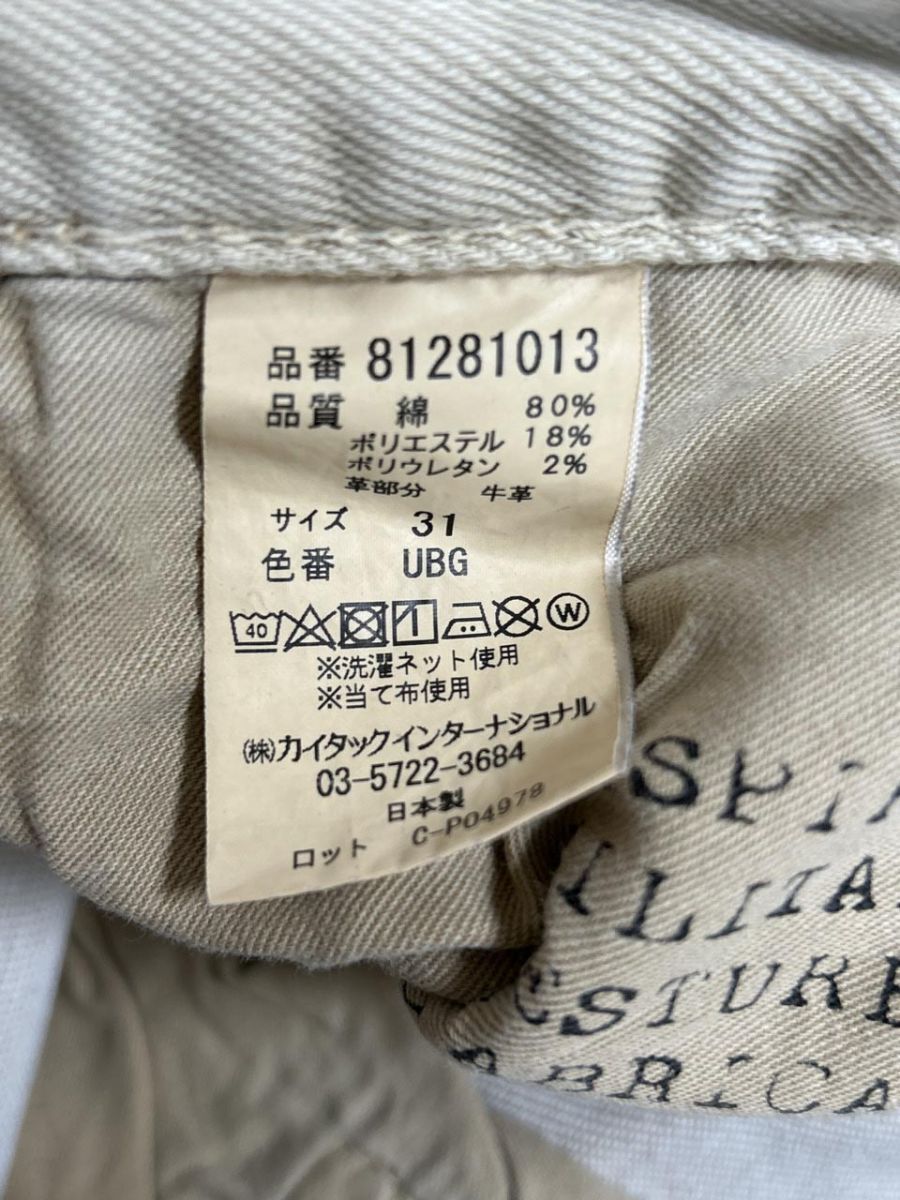 品番 81281013
品質 綿 80%
ポリエステル 18%
ポリウレタン 2%
革部分 牛革
サイズ 31
色番 UBG
40 W
※洗濯ネット使用
※当て布使用
(株)カイタックインターナショナル
03-5722-3684
日本製
ロット C-P04978